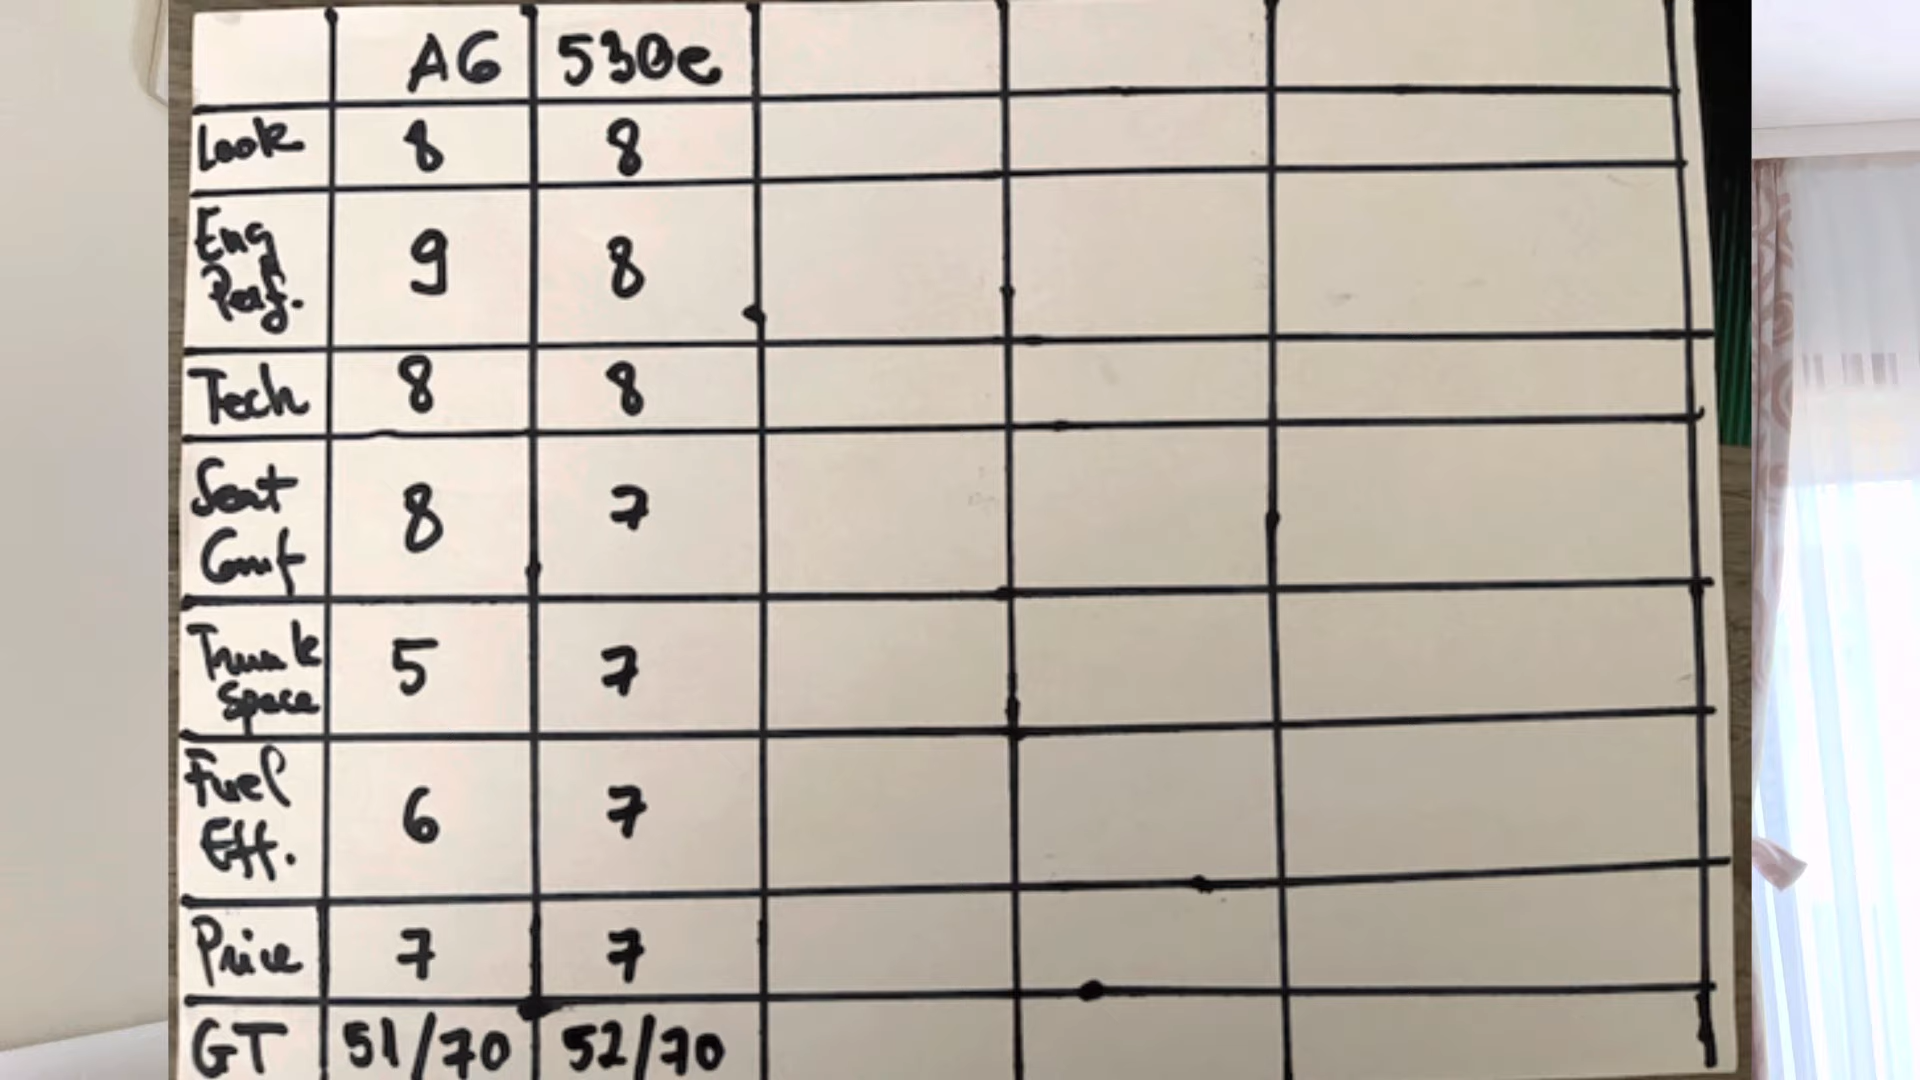 A6 530e
Look 8 8
Eng
Perf. 9 8
Tech 8 8
Seat
Comf 8 7
Trunk
Space 5 7
Fuel
Eff. 6 7
Price 7 7
GT 51/70 52/70